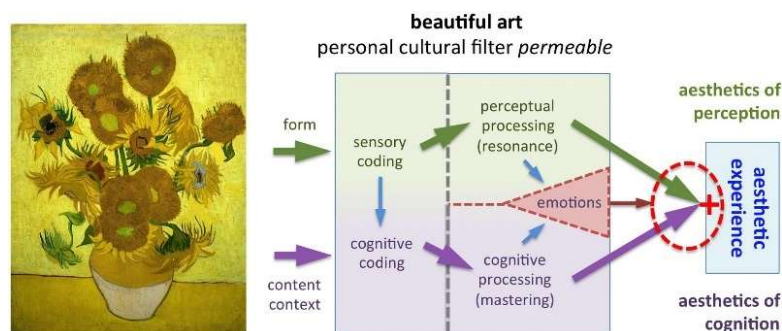 beautiful art
personal cultural filter permeable
form
sensory
coding
perceptual
processing
(resonance)
aesthetics of
perception
emotions
+
aesthetic
experience
content
context
cognitive
coding
cognitive
processing
(mastering)
aesthetics of
cognition